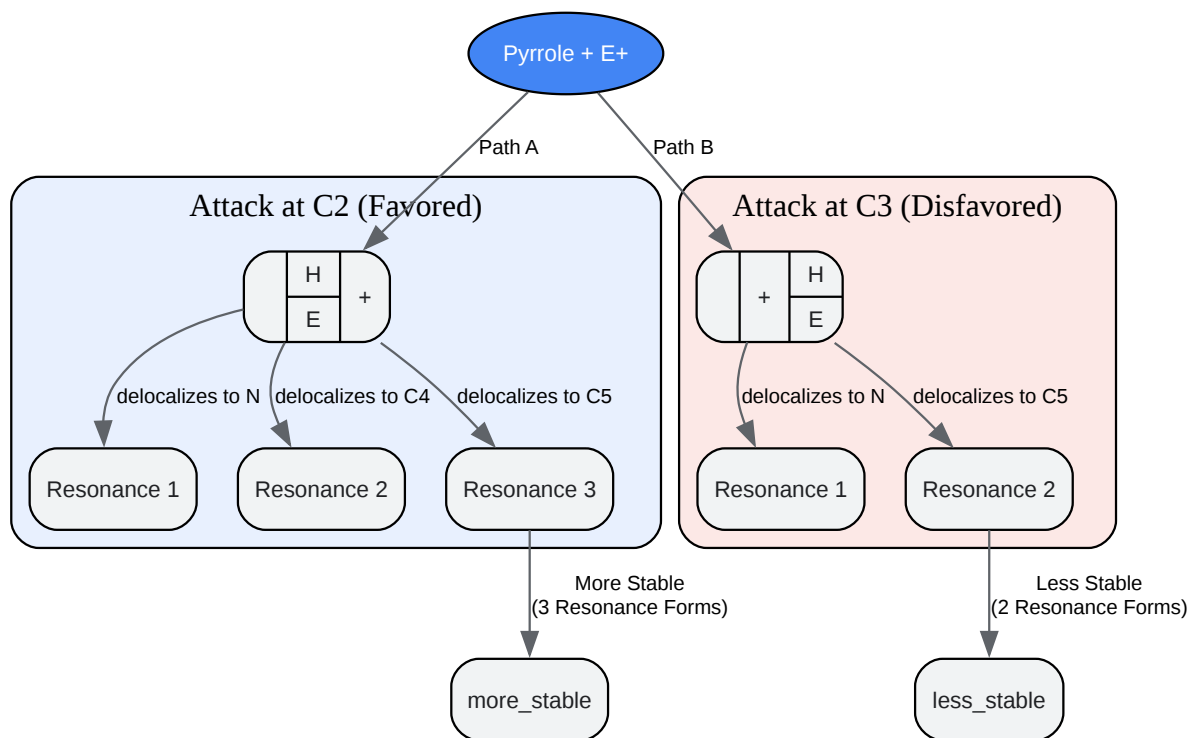 Pyrrole + E+
Path A
Path B
Attack at C2 (Favored)
Attack at C3 (Disfavored)
H
E
+
+
H
E
delocalizes to N
delocalizes to C4
delocalizes to C5
delocalizes to N
delocalizes to C5
Resonance 1
Resonance 2
Resonance 3
Resonance 1
Resonance 2
More Stable
(3 Resonance Forms)
Less Stable
(2 Resonance Forms)
more_stable
less_stable